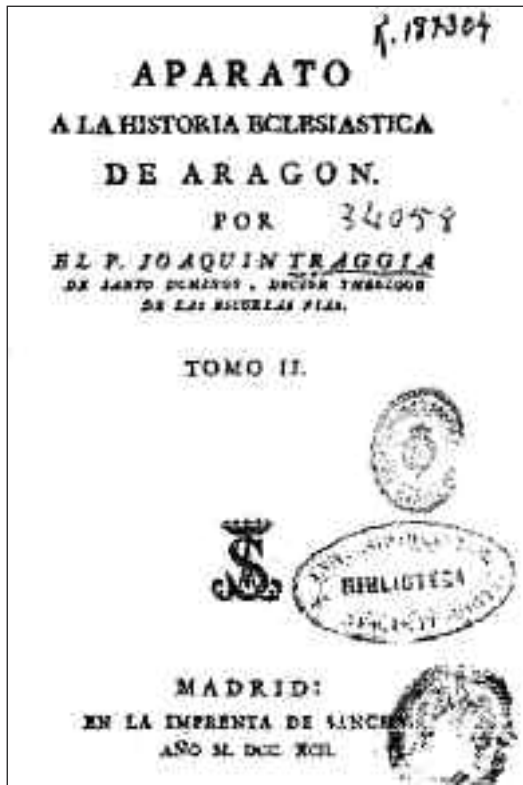 R. 187304
APARATO
A LA HISTORIA ECLESIASTICA
DE ARAGON.
POR
34058
EL P. JOAQUIN TRAGGIA
DE SANTO DOMINGO, DOCTOR THEOLOGO
DE LAS ESCUELAS PIAS.
TOMO II.
BIBLIOTECA
MADRID:
EN LA IMPRENTA DE SANCHA.
AÑO M. DCC. XCII.